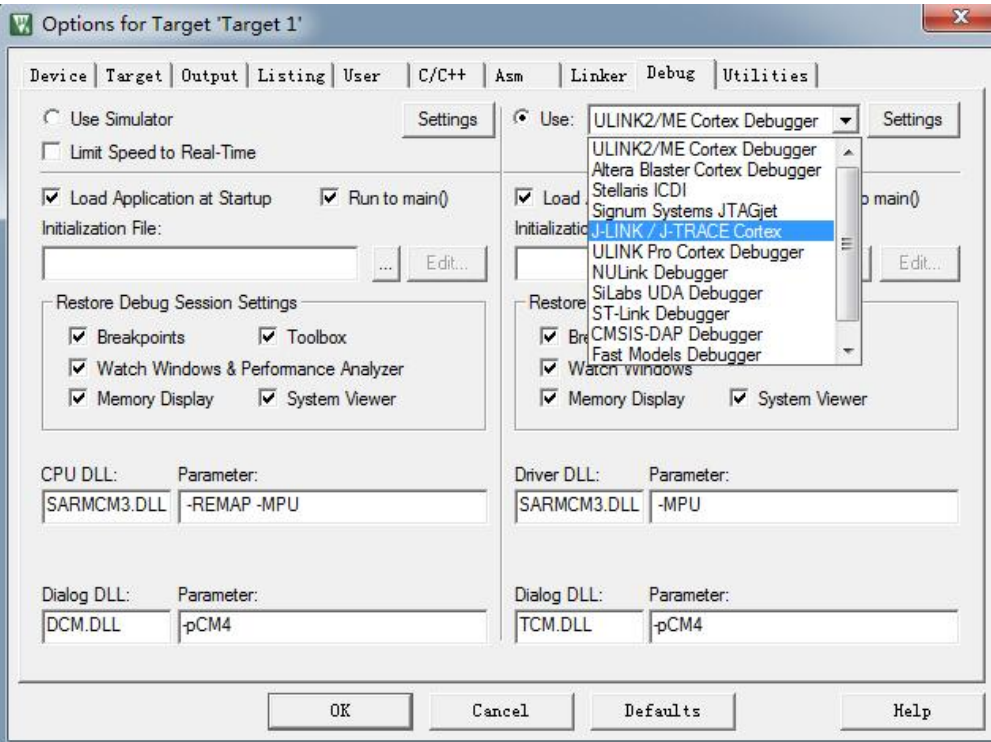 Options for Target 'Target 1'
Device Target Output Listing User C/C++ Asm Linker Debug Utilities
Use Simulator
Settings
Limit Speed to Real-Time
Load Application at Startup
Run to main()
Initialization File:
...
Edit...
Restore Debug Session Settings
Breakpoints
Toolbox
Watch Windows & Performance Analyzer
Memory Display
System Viewer
CPU DLL:
Parameter:
SARMCM3.DLL
-REMAP -MPU
Dialog DLL:
Parameter:
DCM.DLL
-pCM4
Use:
ULINK2/ME Cortex Debugger
Settings
ULINK2/ME Cortex Debugger
Altera Blaster Cortex Debugger
Stellaris ICDI
Signum Systems JTAGjet
J-LINK / J-TRACE Cortex
ULINK Pro Cortex Debugger
NULink Debugger
SiLabs UDA Debugger
ST-Link Debugger
CMSIS-DAP Debugger
Fast Models Debugger
Load
main()
Edit...
Restore
Watch Windows
Memory Display
System Viewer
Driver DLL:
Parameter:
SARMCM3.DLL
-MPU
Dialog DLL:
Parameter:
TCM.DLL
-pCM4
OK
Cancel
Defaults
Help